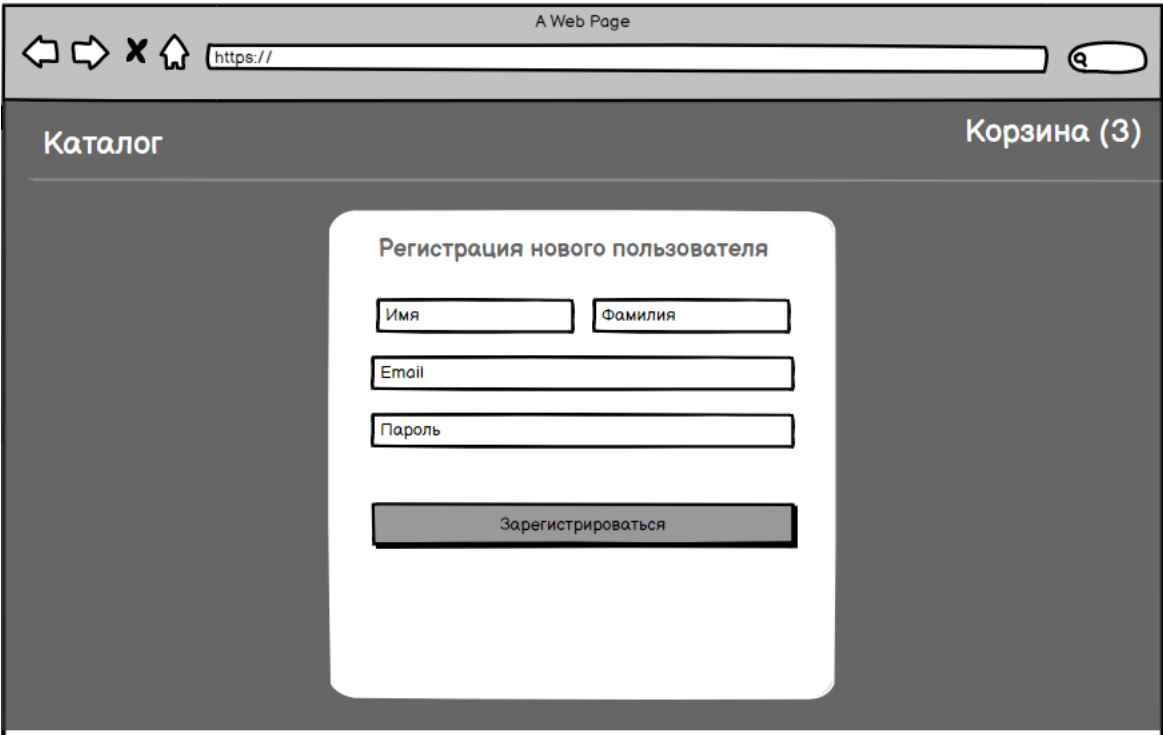 A Web Page
https://
Каталог
Корзина (3)
Регистрация нового пользователя
Имя
Фамилия
Email
Пароль
Зарегистрироваться